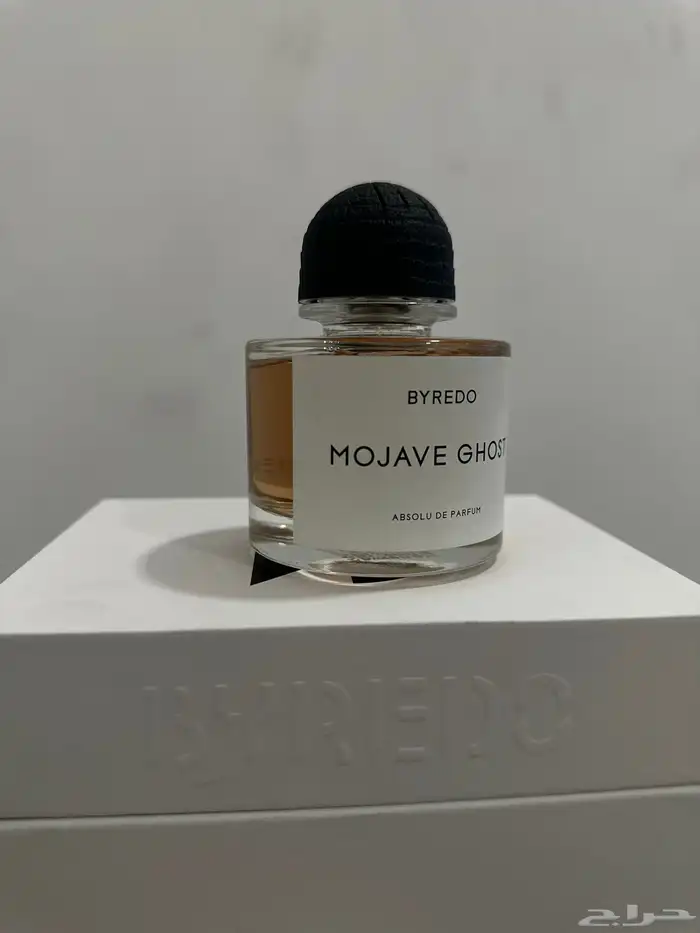 BYREDO
MOJAVE GHOST
ABSOLU DE PARFUM
BYREDO
حراج